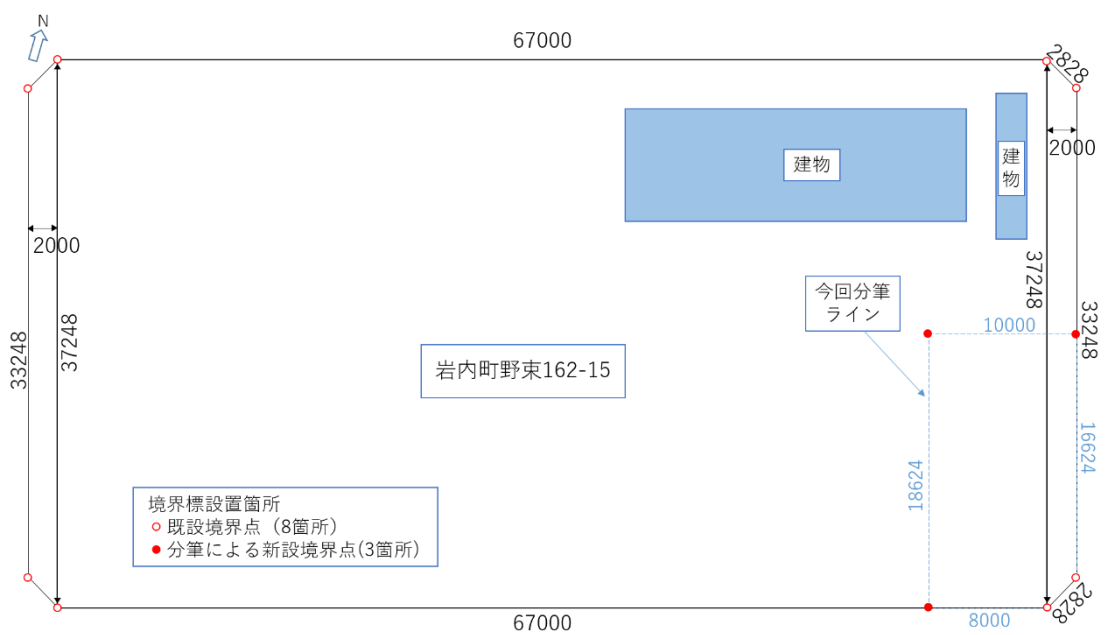 N
67000
2828
2000
建物
建
物
2000
37248
今回分筆
ライン
10000
33248
33248
37248
岩内町野束162-15
16624
18624
境界標設置箇所
既設境界点（8箇所）
分筆による新設境界点(3箇所)
2828
67000
8000